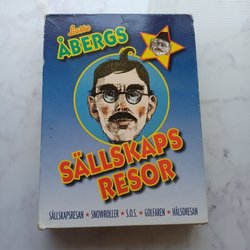 Lasse
ÅBERGS
SÄLLSKAPS
RESOR
SÄLLSKAPSRESAN ★ SNOWROLLER ★ S.O.S. ★ GOLFAREN ★ HÄLSORESAN